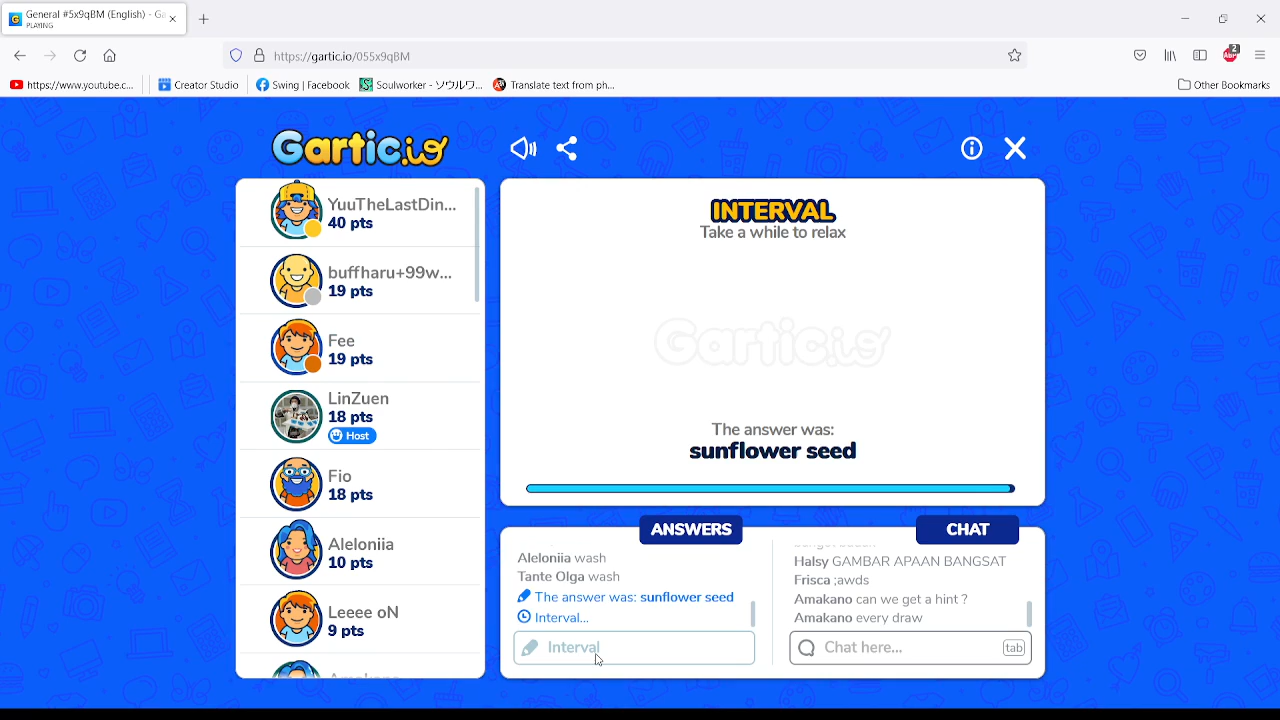 General #5x9qBM (English) - Ga
PLAYING
https://gartic.io/055x9qBM
2
https://www.youtube.c...
Creator Studio
Swing | Facebook
Soulworker - ソウルワ...
Translate text from ph...
Other Bookmarks
Gartic.io
YuuTheLastDin...
40 pts
buffharu+99w...
19 pts
Fee
19 pts
LinZuen
18 pts
Host
Fio
18 pts
Aleloniia
10 pts
Leeee oN
9 pts
INTERVAL
Take a while to relax
Gartic.io
The answer was:
sunflower seed
ANSWERS
Aleloniia wash
Tante Olga wash
The answer was: sunflower seed
Interval...
Interval
CHAT
Halsy GAMBAR APAAN BANGSAT
Frisca ;awds
Amakano can we get a hint ?
Amakano every draw
Chat here...
tab